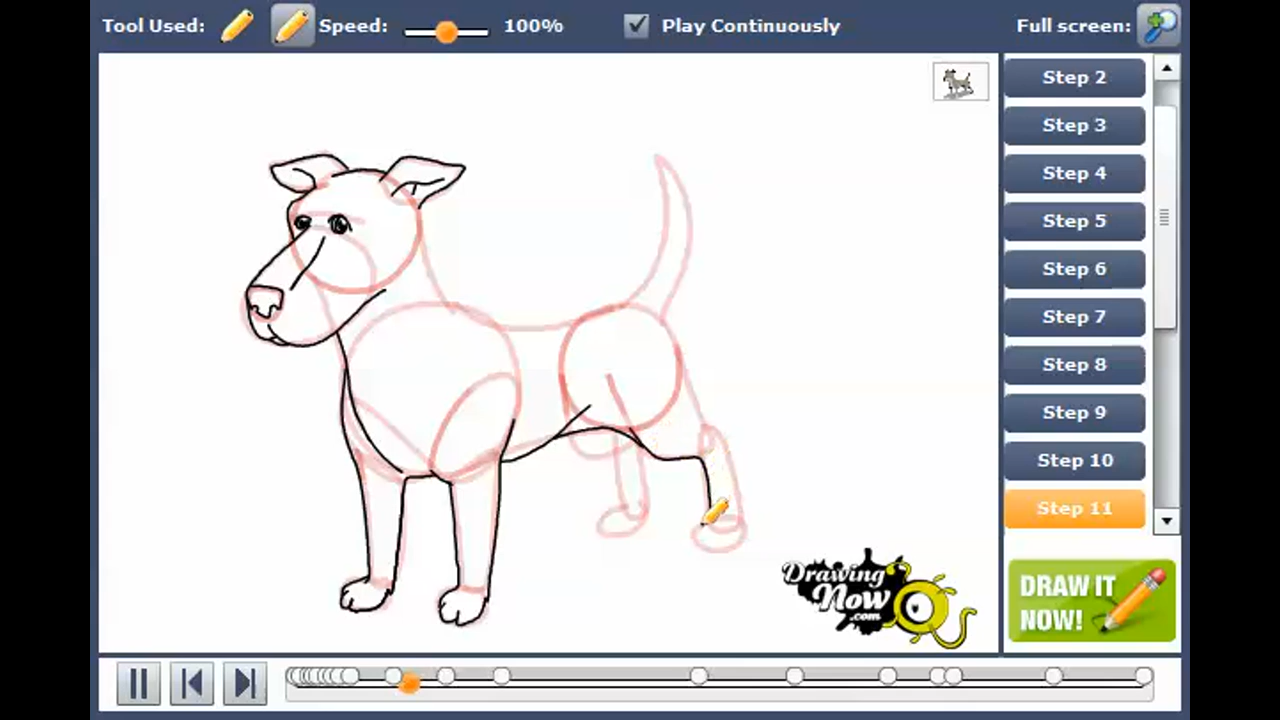 Tool Used:
Speed:
100%
Play Continuously
Full screen:
Step 2
Step 3
Step 4
Step 5
Step 6
Step 7
Step 8
Step 9
Step 10
Step 11
Drawing
Now
.com
DRAW IT
NOW!